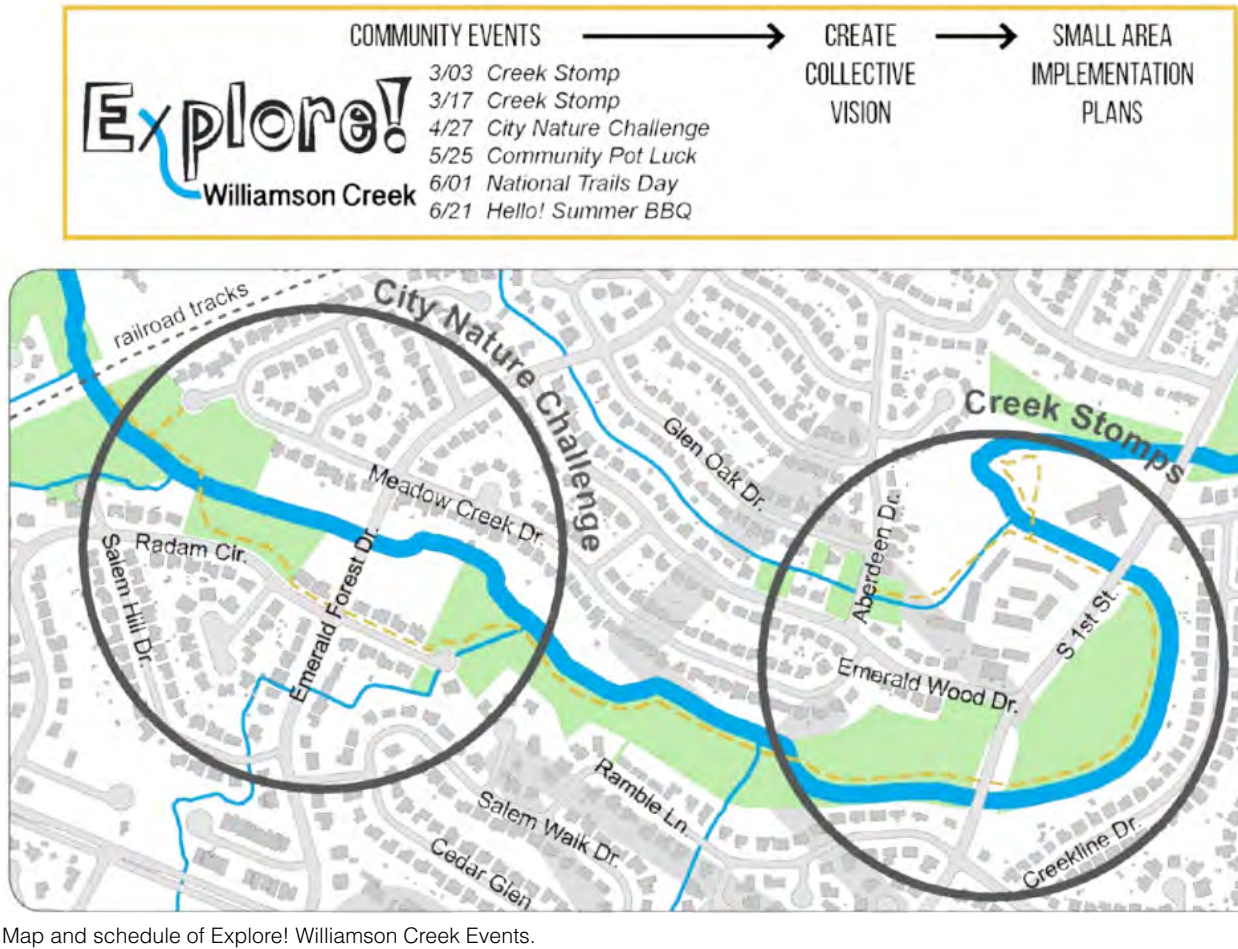 COMMUNITY EVENTS
CREATE
COLLECTIVE
VISION
SMALL AREA
IMPLEMENTATION
PLANS
Explore!
Williamson Creek
3/03 Creek Stomp
3/17 Creek Stomp
4/27 City Nature Challenge
5/25 Community Pot Luck
6/01 National Trails Day
6/21 Hello! Summer BBQ
railroad tracks
City Nature Challenge
Creek Stomps
Glen Oak Dr.
Meadow Creek Dr.
Aberdeen Dr.
Radam Cir.
Salem Hill Dr.
Emerald Forest Dr.
S 1st St.
Emerald Wood Dr.
Ramble Ln.
Salem Walk Dr.
Cedar Glen
Creekline Dr.
Map and schedule of Explore! Williamson Creek Events.